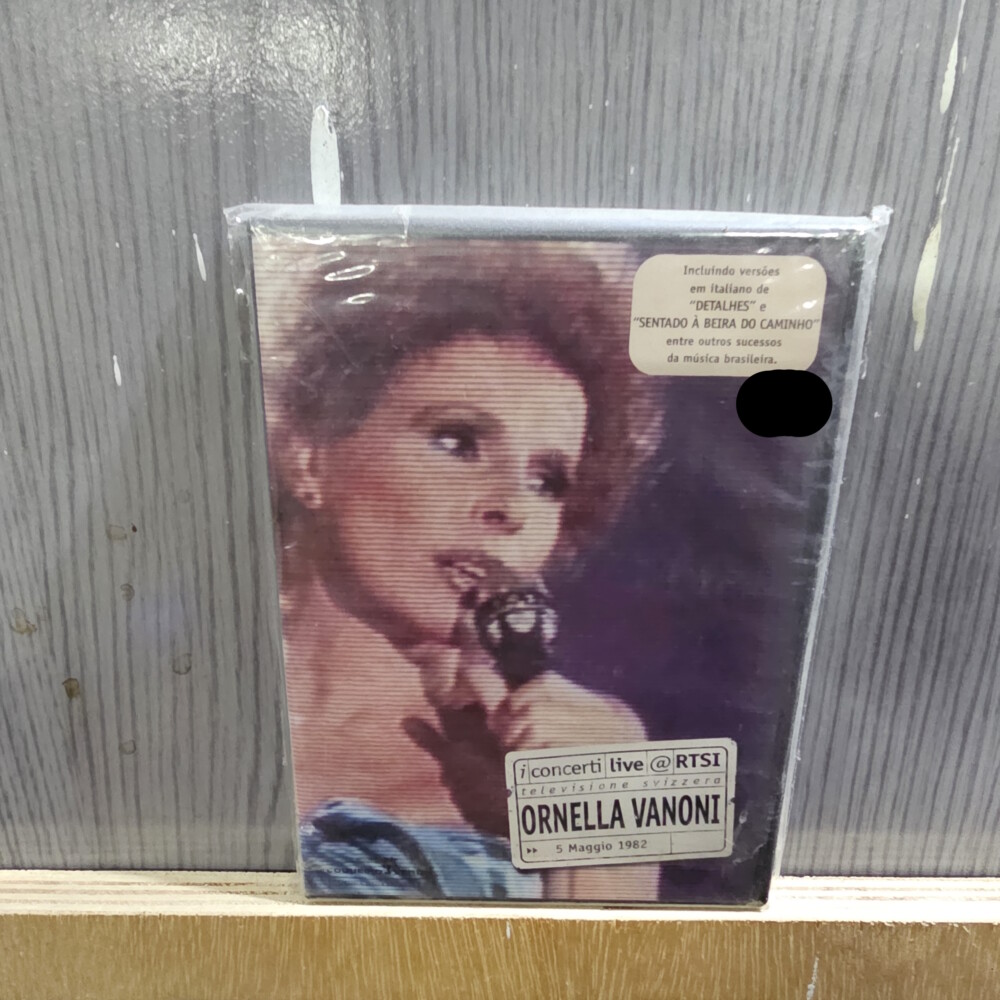 Incluindo versões
em italiano de
"DETALHES" e
"SENTADO À BEIRA DO CAMINHO"
entre outros sucessos
da música brasileira.
i concerti live @ RTSI
televisione svizzera
ORNELLA VANONI
5 Maggio 1982